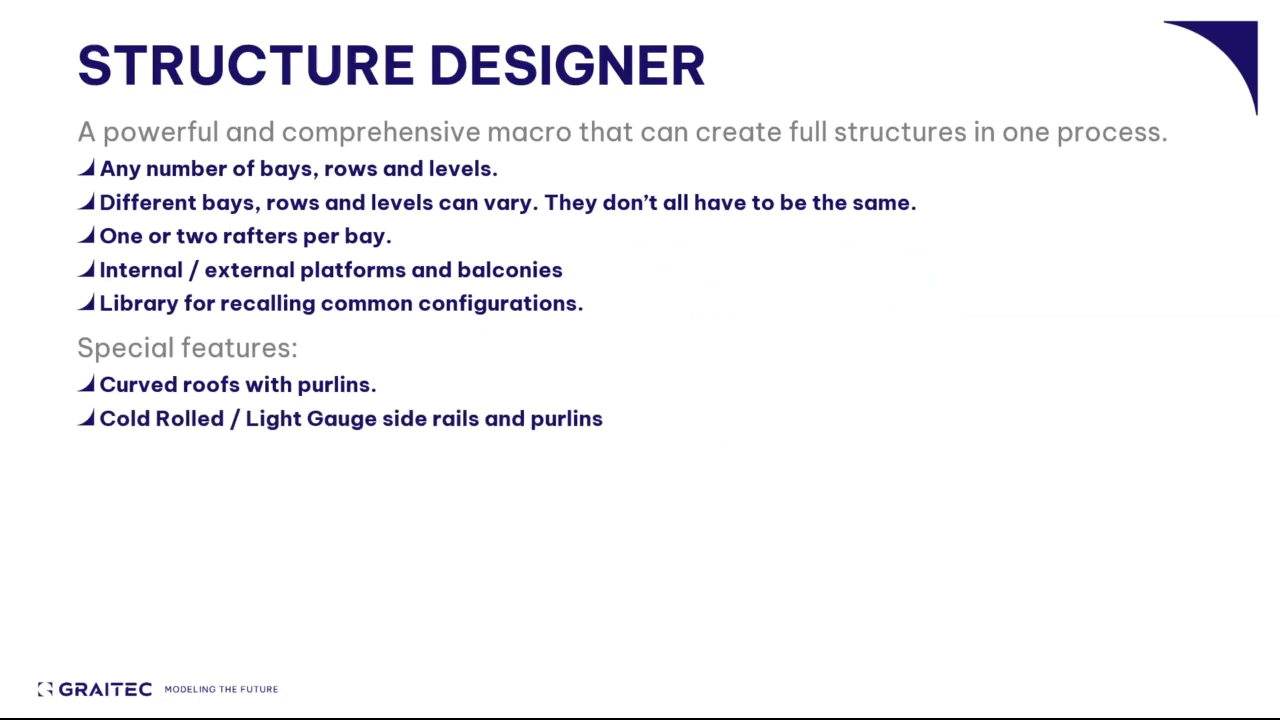 STRUCTURE DESIGNER
A powerful and comprehensive macro that can create full structures in one process.
Any number of bays, rows and levels.
Different bays, rows and levels can vary. They don’t all have to be the same.
One or two rafters per bay.
Internal / external platforms and balconies
Library for recalling common configurations.
Special features:
Curved roofs with purlins.
Cold Rolled / Light Gauge side rails and purlins
GRAITEC MODELING THE FUTURE